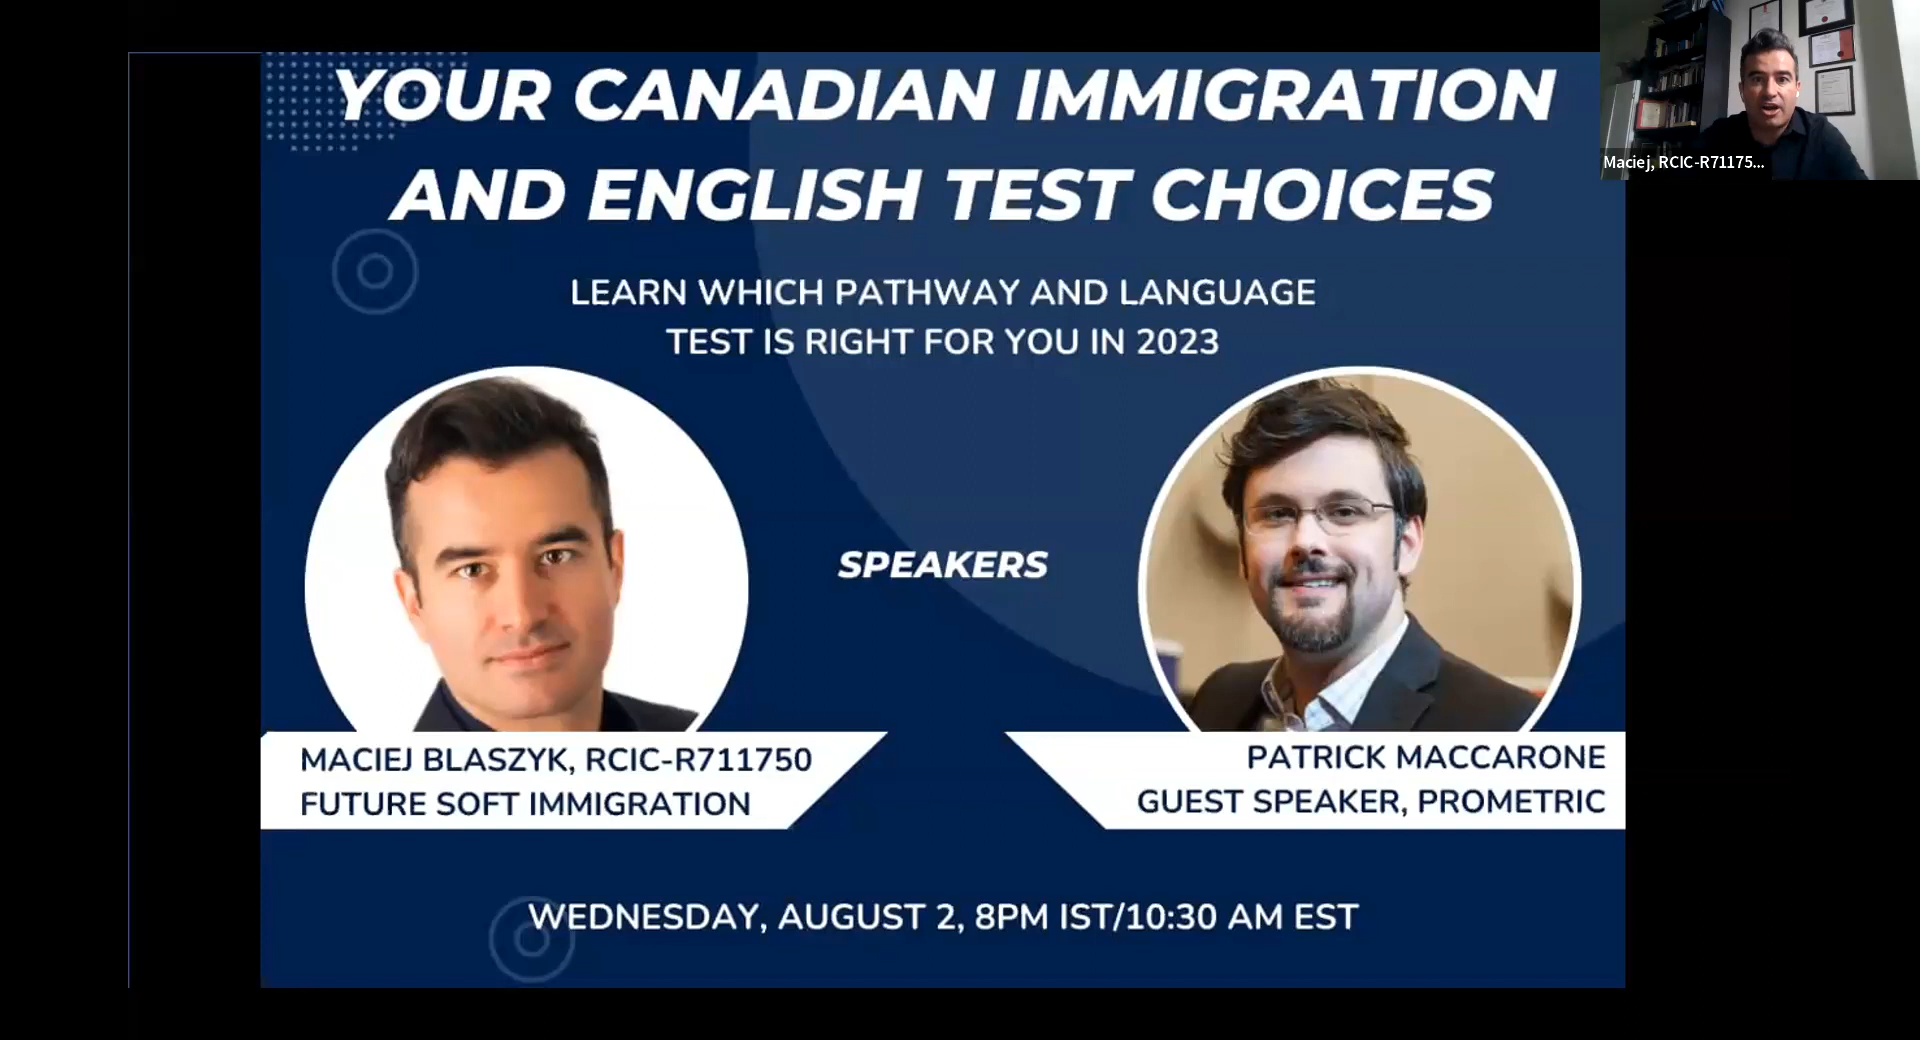 YOUR CANADIAN IMMIGRATION
AND ENGLISH TEST CHOICES
LEARN WHICH PATHWAY AND LANGUAGE
TEST IS RIGHT FOR YOU IN 2023
SPEAKERS
MACIEJ BLASZYK, RCIC-R711750
FUTURE SOFT IMMIGRATION
PATRICK MACCARONE
GUEST SPEAKER, PROMETRIC
WEDNESDAY, AUGUST 2, 8PM IST/10:30 AM EST
Maciej, RCIC-R71175...